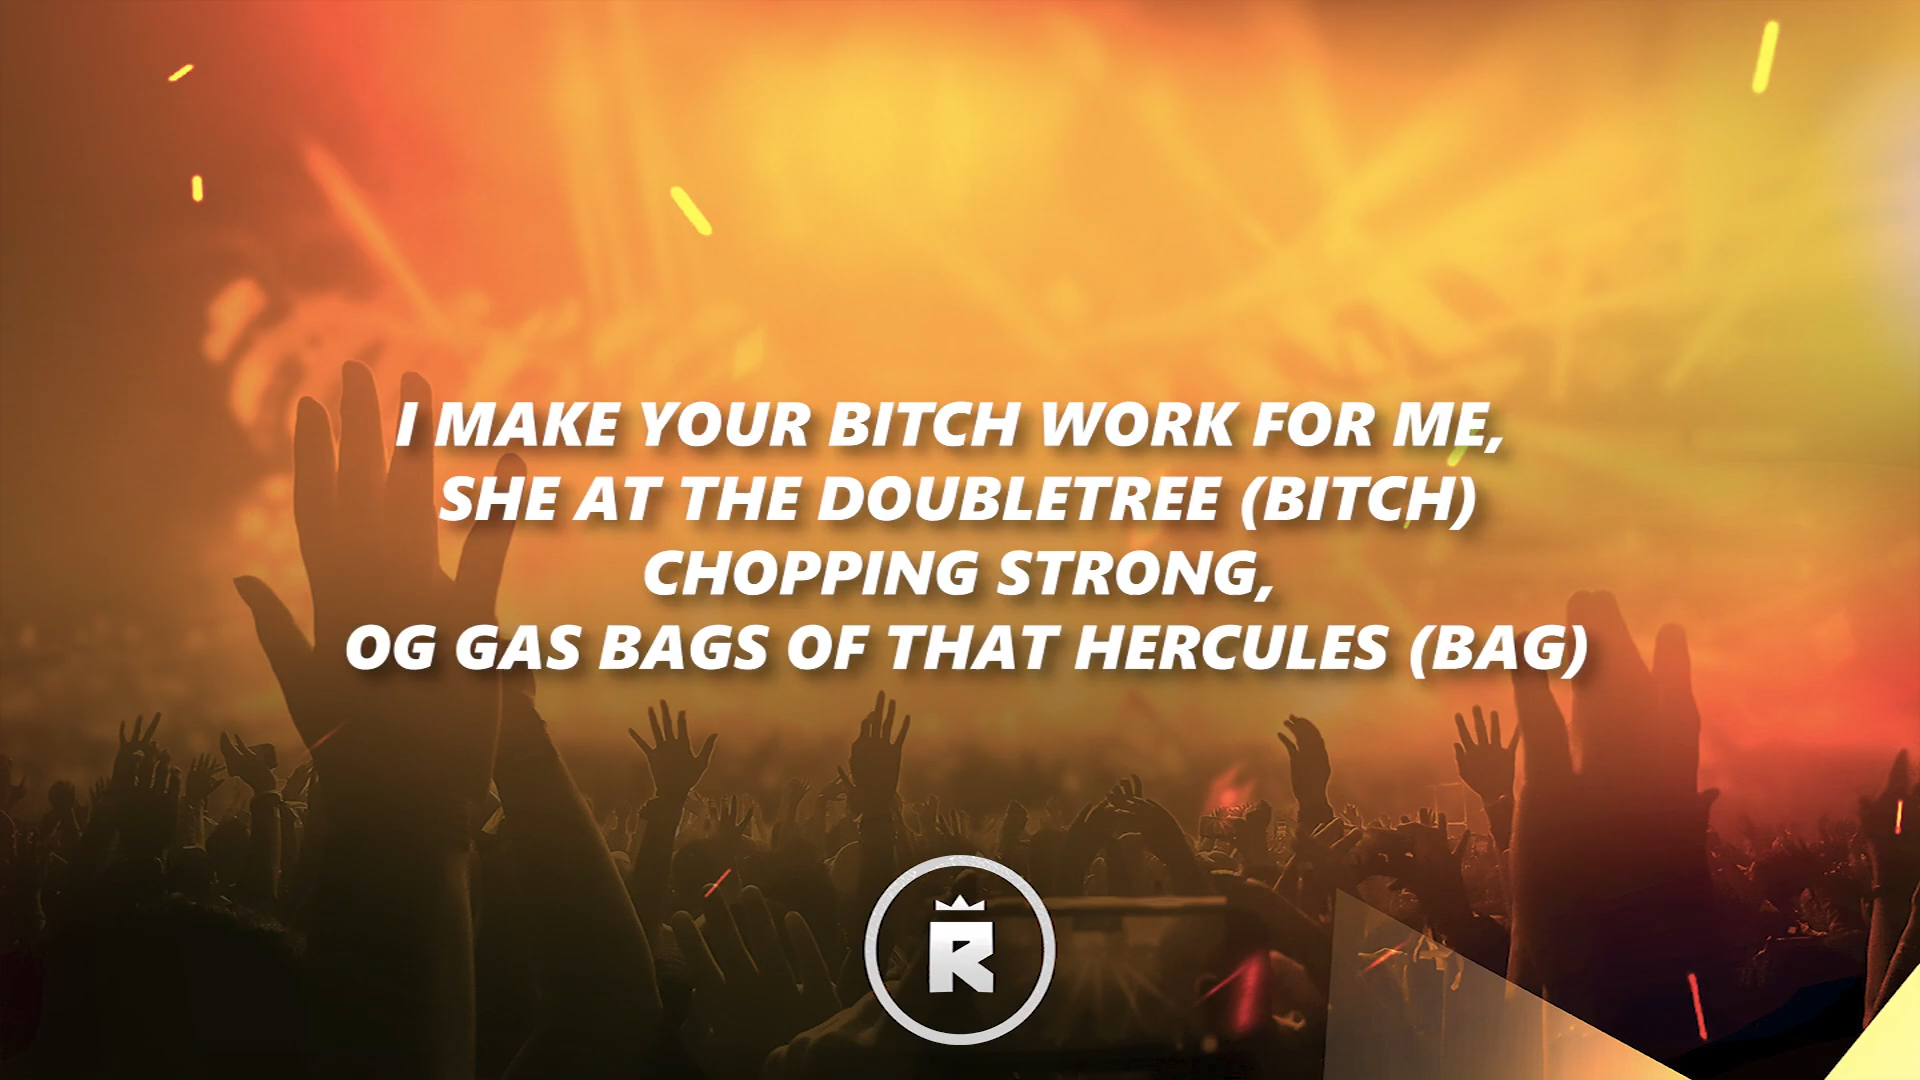 I MAKE YOUR BITCH WORK FOR ME,
SHE AT THE DOUBLETREE (BITCH)
CHOPPING STRONG,
OG GAS BAGS OF THAT HERCULES (BAG)
R